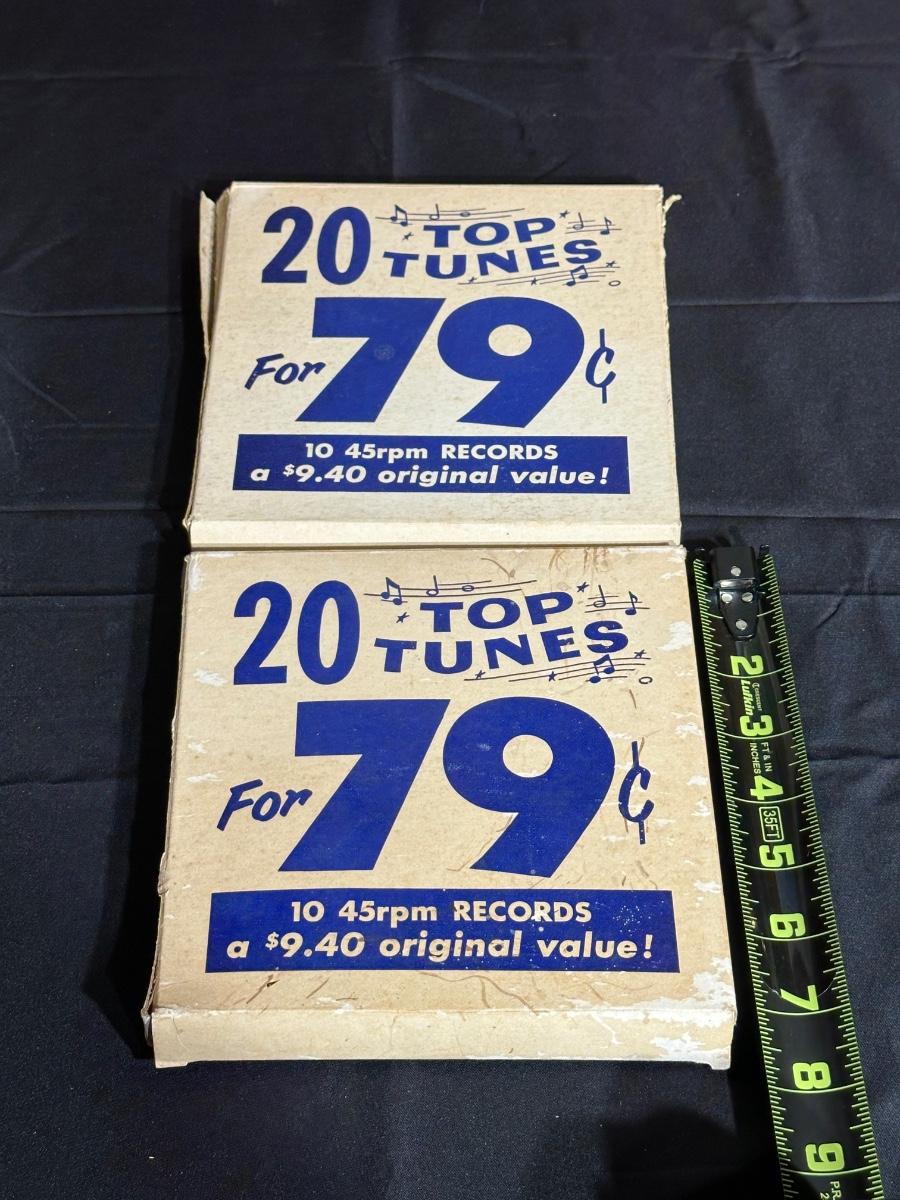 20 TOP
TUNES
For 79¢
10 45rpm RECORDS
a $9.40 original value!
20 TOP
TUNES
For 79¢
10 45rpm RECORDS
a $9.40 original value!
2
Lufkin
3
FT & IN
INCHES
4
35FT
5
6
7
8
9